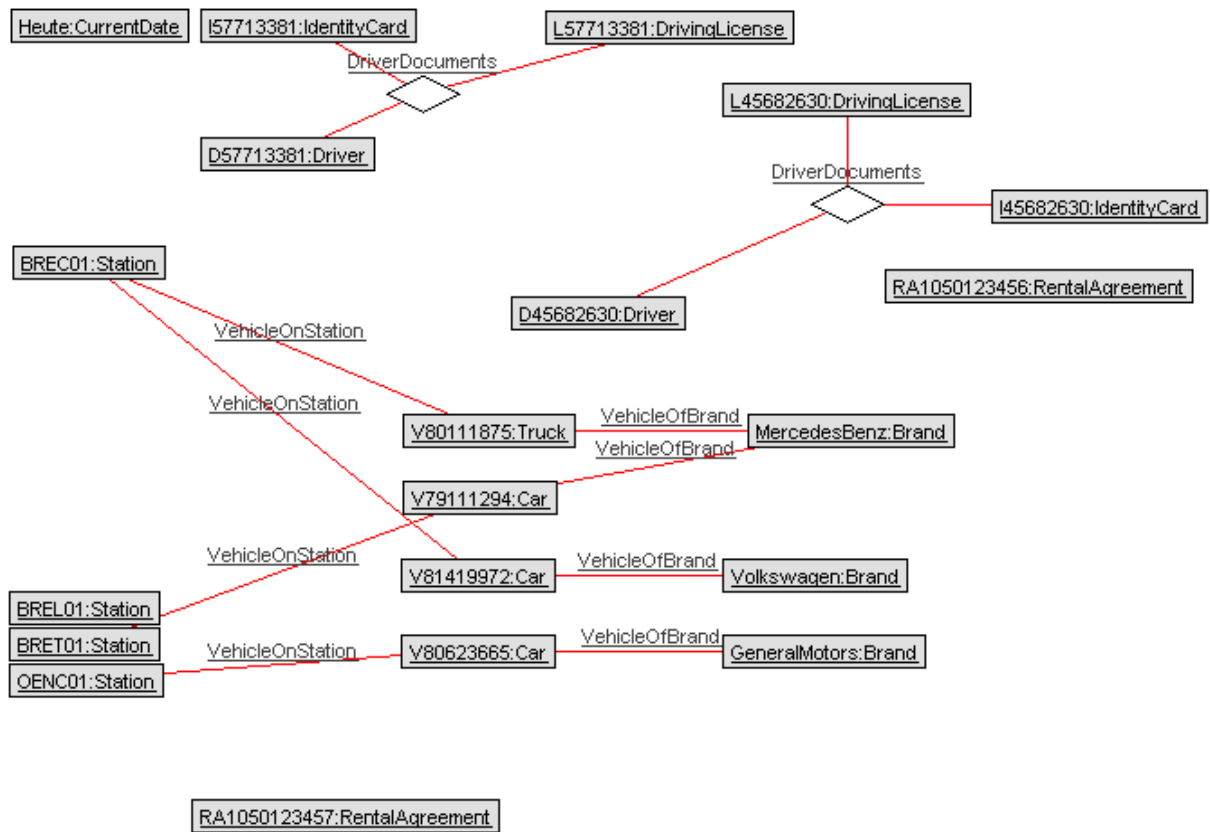 Heute:CurrentDate
I57713381:IdentityCard
L57713381:DrivingLicense
DriverDocuments
D57713381:Driver
L45682630:DrivingLicense
DriverDocuments
I45682630:IdentityCard
BREC01:Station
RA1050123456:RentalAgreement
D45682630:Driver
VehicleOnStation
VehicleOnStation
V80111875:Truck
VehicleOfBrand
MercedesBenz:Brand
VehicleOfBrand
V79111294:Car
VehicleOnStation
V81419972:Car
VehicleOfBrand
Volkswagen:Brand
BREL01:Station
BRET01:Station
OENC01:Station
VehicleOnStation
V80623665:Car
VehicleOfBrand
GeneralMotors:Brand
RA1050123457:RentalAgreement